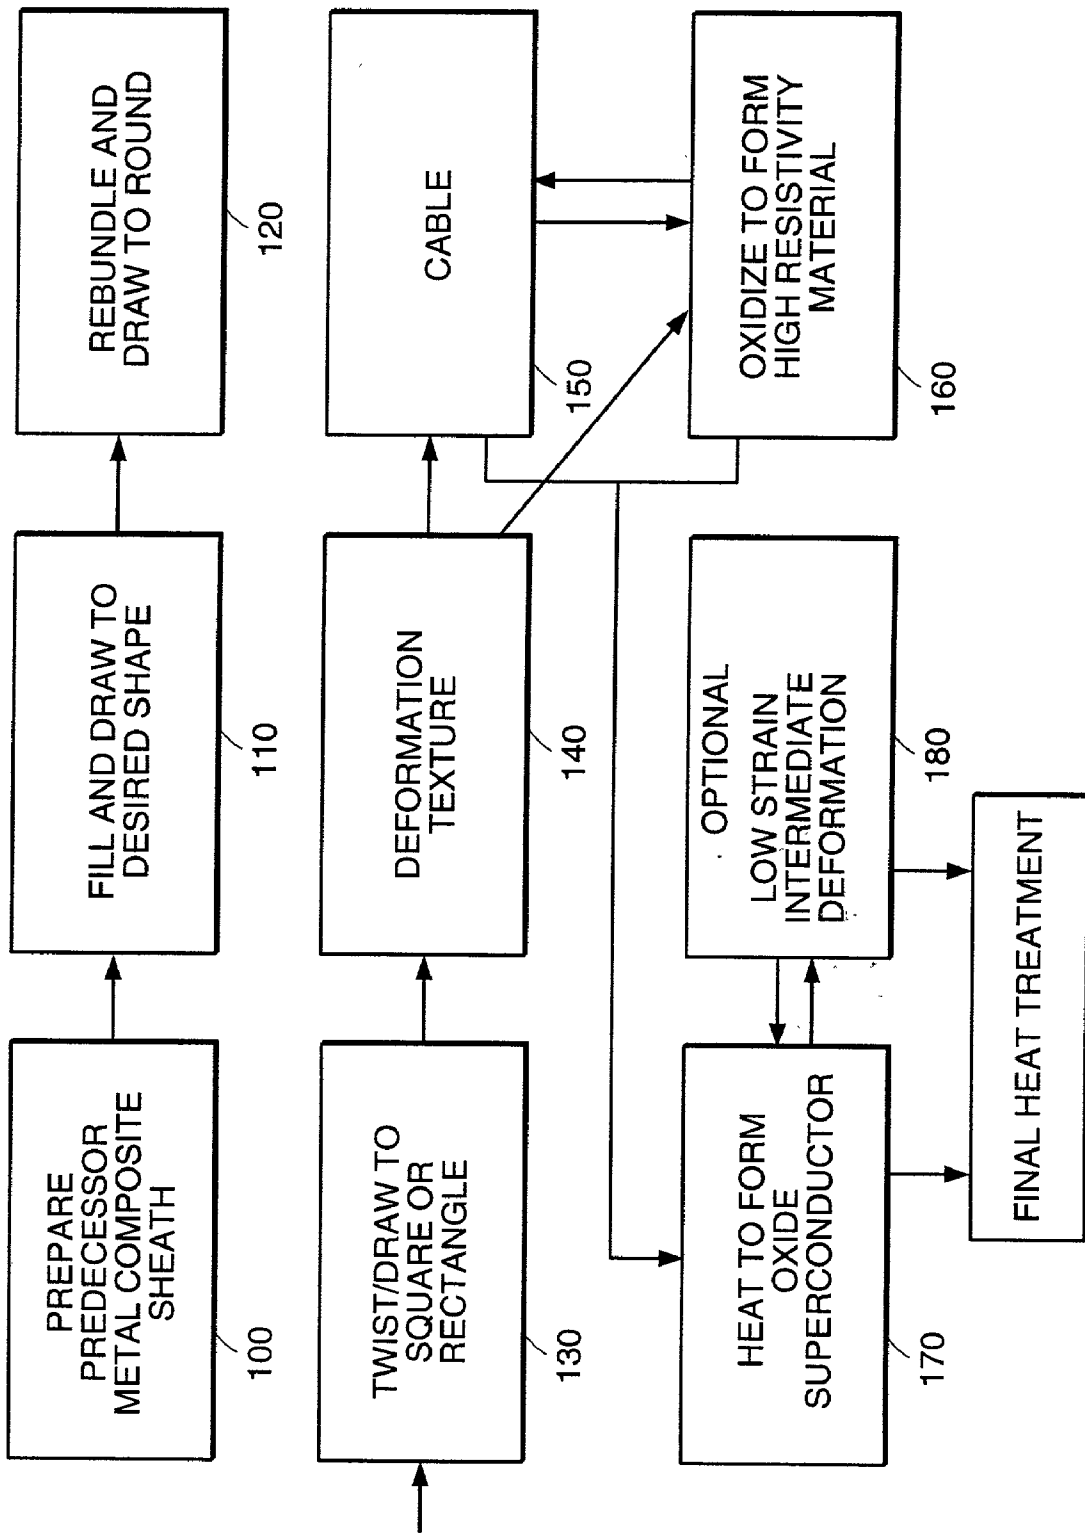 PREPARE
PREDECESSOR
METAL COMPOSITE
SHEATH
100
FILL AND DRAW TO
DESIRED SHAPE
110
REBUNDLE AND
DRAW TO ROUND
120
TWIST/DRAW TO
SQUARE OR
RECTANGLE
130
DEFORMATION
TEXTURE
140
CABLE
150
OXIDIZE TO FORM
HIGH RESISTIVITY
MATERIAL
160
HEAT TO FORM
OXIDE
SUPERCONDUCTOR
170
OPTIONAL
LOW STRAIN
INTERMEDIATE
DEFORMATION
180
FINAL HEAT TREATMENT